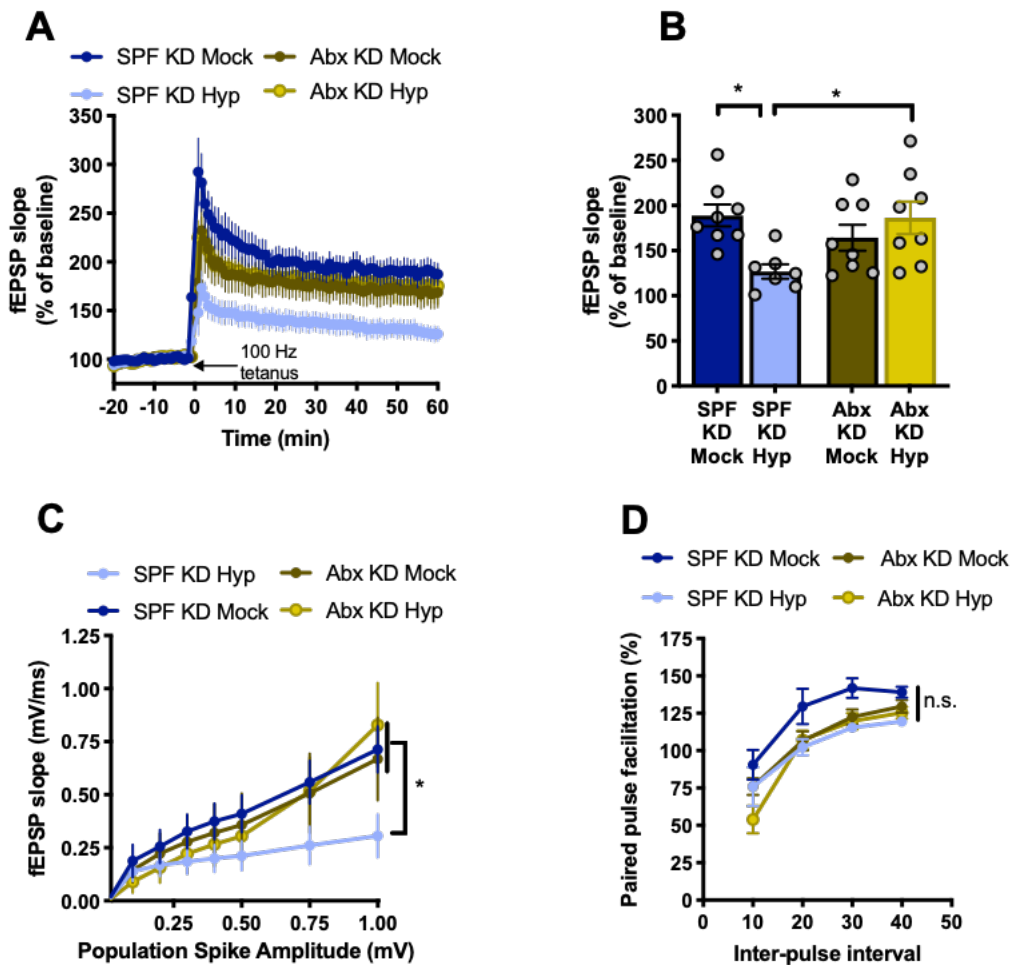 A
SPF KD Mock
Abx KD Mock
SPF KD Hyp
Abx KD Hyp
fEPSP slope
(% of baseline)
350
300
250
200
150
100
100 Hz
tetanus
-20 -10 0 10 20 30 40 50 60
Time (min)
B
*
*
fEPSP slope
(% of baseline)
300
250
200
150
100
50
0
SPF SPF Abx Abx
KD KD KD KD
Mock Hyp Mock Hyp
C
SPF KD Hyp
Abx KD Mock
SPF KD Mock
Abx KD Hyp
fEPSP slope (mV/ms)
1.25
1.00
0.75
0.50
0.25
0.00
*
0.25 0.50 0.75 1.00
Population Spike Amplitude (mV)
D
SPF KD Mock
Abx KD Mock
SPF KD Hyp
Abx KD Hyp
Paired pulse facilitation (%)
175
150
125
100
75
50
25
0
n.s.
0 10 20 30 40 50
Inter-pulse interval